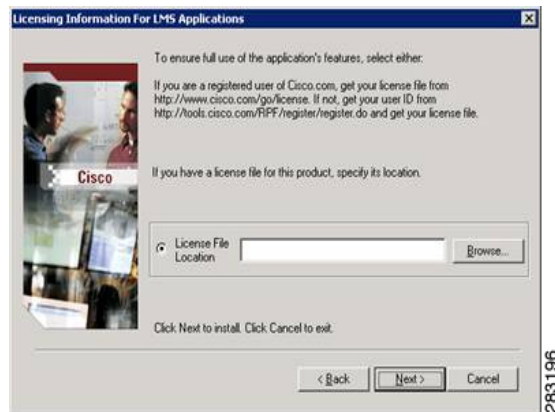 Licensing Information For LMS Applications
To ensure full use of the application's features, select either:
If you are a registered user of Cisco.com, get your license file from
http://www.cisco.com/go/license. If not, get your user ID from
http://tools.cisco.com/RPF/register/register.do and get your license file.
If you have a license file for this product, specify its location.
Cisco
License File
Location
Browse...
Click Next to install. Click Cancel to exit.
< Back
Next >
Cancel
283196